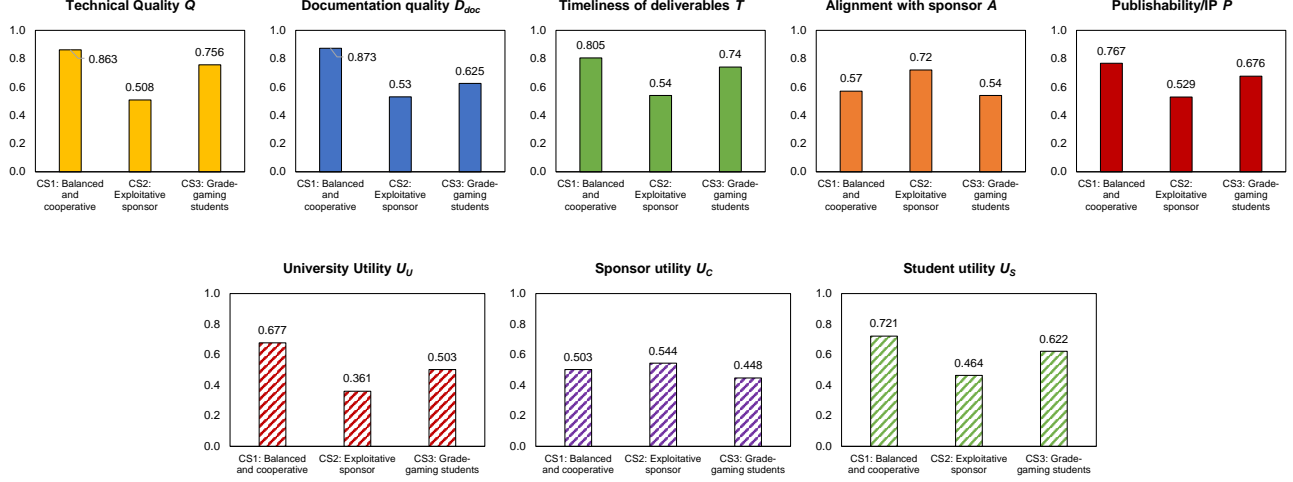 Technical Quality Q
1.0
0.8
0.6
0.4
0.2
0.0
0.863
0.508
0.756
CS1: Balanced
and
cooperative
CS2:
Exploitative
sponsor
CS3: Grade-
gaming
students
Documentation quality Ddoc
1.0
0.8
0.6
0.4
0.2
0.0
0.873
0.53
0.625
CS1: Balanced
and
cooperative
CS2:
Exploitative
sponsor
CS3: Grade-
gaming
students
Timeliness of deliverables T
1.0
0.8
0.6
0.4
0.2
0.0
0.805
0.54
0.74
CS1: Balanced
and
cooperative
CS2:
Exploitative
sponsor
CS3: Grade-
gaming
students
Alignment with sponsor A
1.0
0.8
0.6
0.4
0.2
0.0
0.57
0.72
0.54
CS1: Balanced
and
cooperative
CS2:
Exploitative
sponsor
CS3: Grade-
gaming
students
Publishability/IP P
1.0
0.8
0.6
0.4
0.2
0.0
0.767
0.529
0.676
CS1: Balanced
and
cooperative
CS2:
Exploitative
sponsor
CS3: Grade-
gaming
students
University Utility UU
1.0
0.8
0.6
0.4
0.2
0.0
0.677
0.361
0.503
CS1: Balanced
and cooperative
CS2: Exploitative
sponsor
CS3: Grade-
gaming students
Sponsor utility UC
1.0
0.8
0.6
0.4
0.2
0.0
0.503
0.544
0.448
CS1: Balanced
and cooperative
CS2: Exploitative
sponsor
CS3: Grade-
gaming students
Student utility US
1.0
0.8
0.6
0.4
0.2
0.0
0.721
0.464
0.622
CS1: Balanced
and cooperative
CS2: Exploitative
sponsor
CS3: Grade-
gaming students